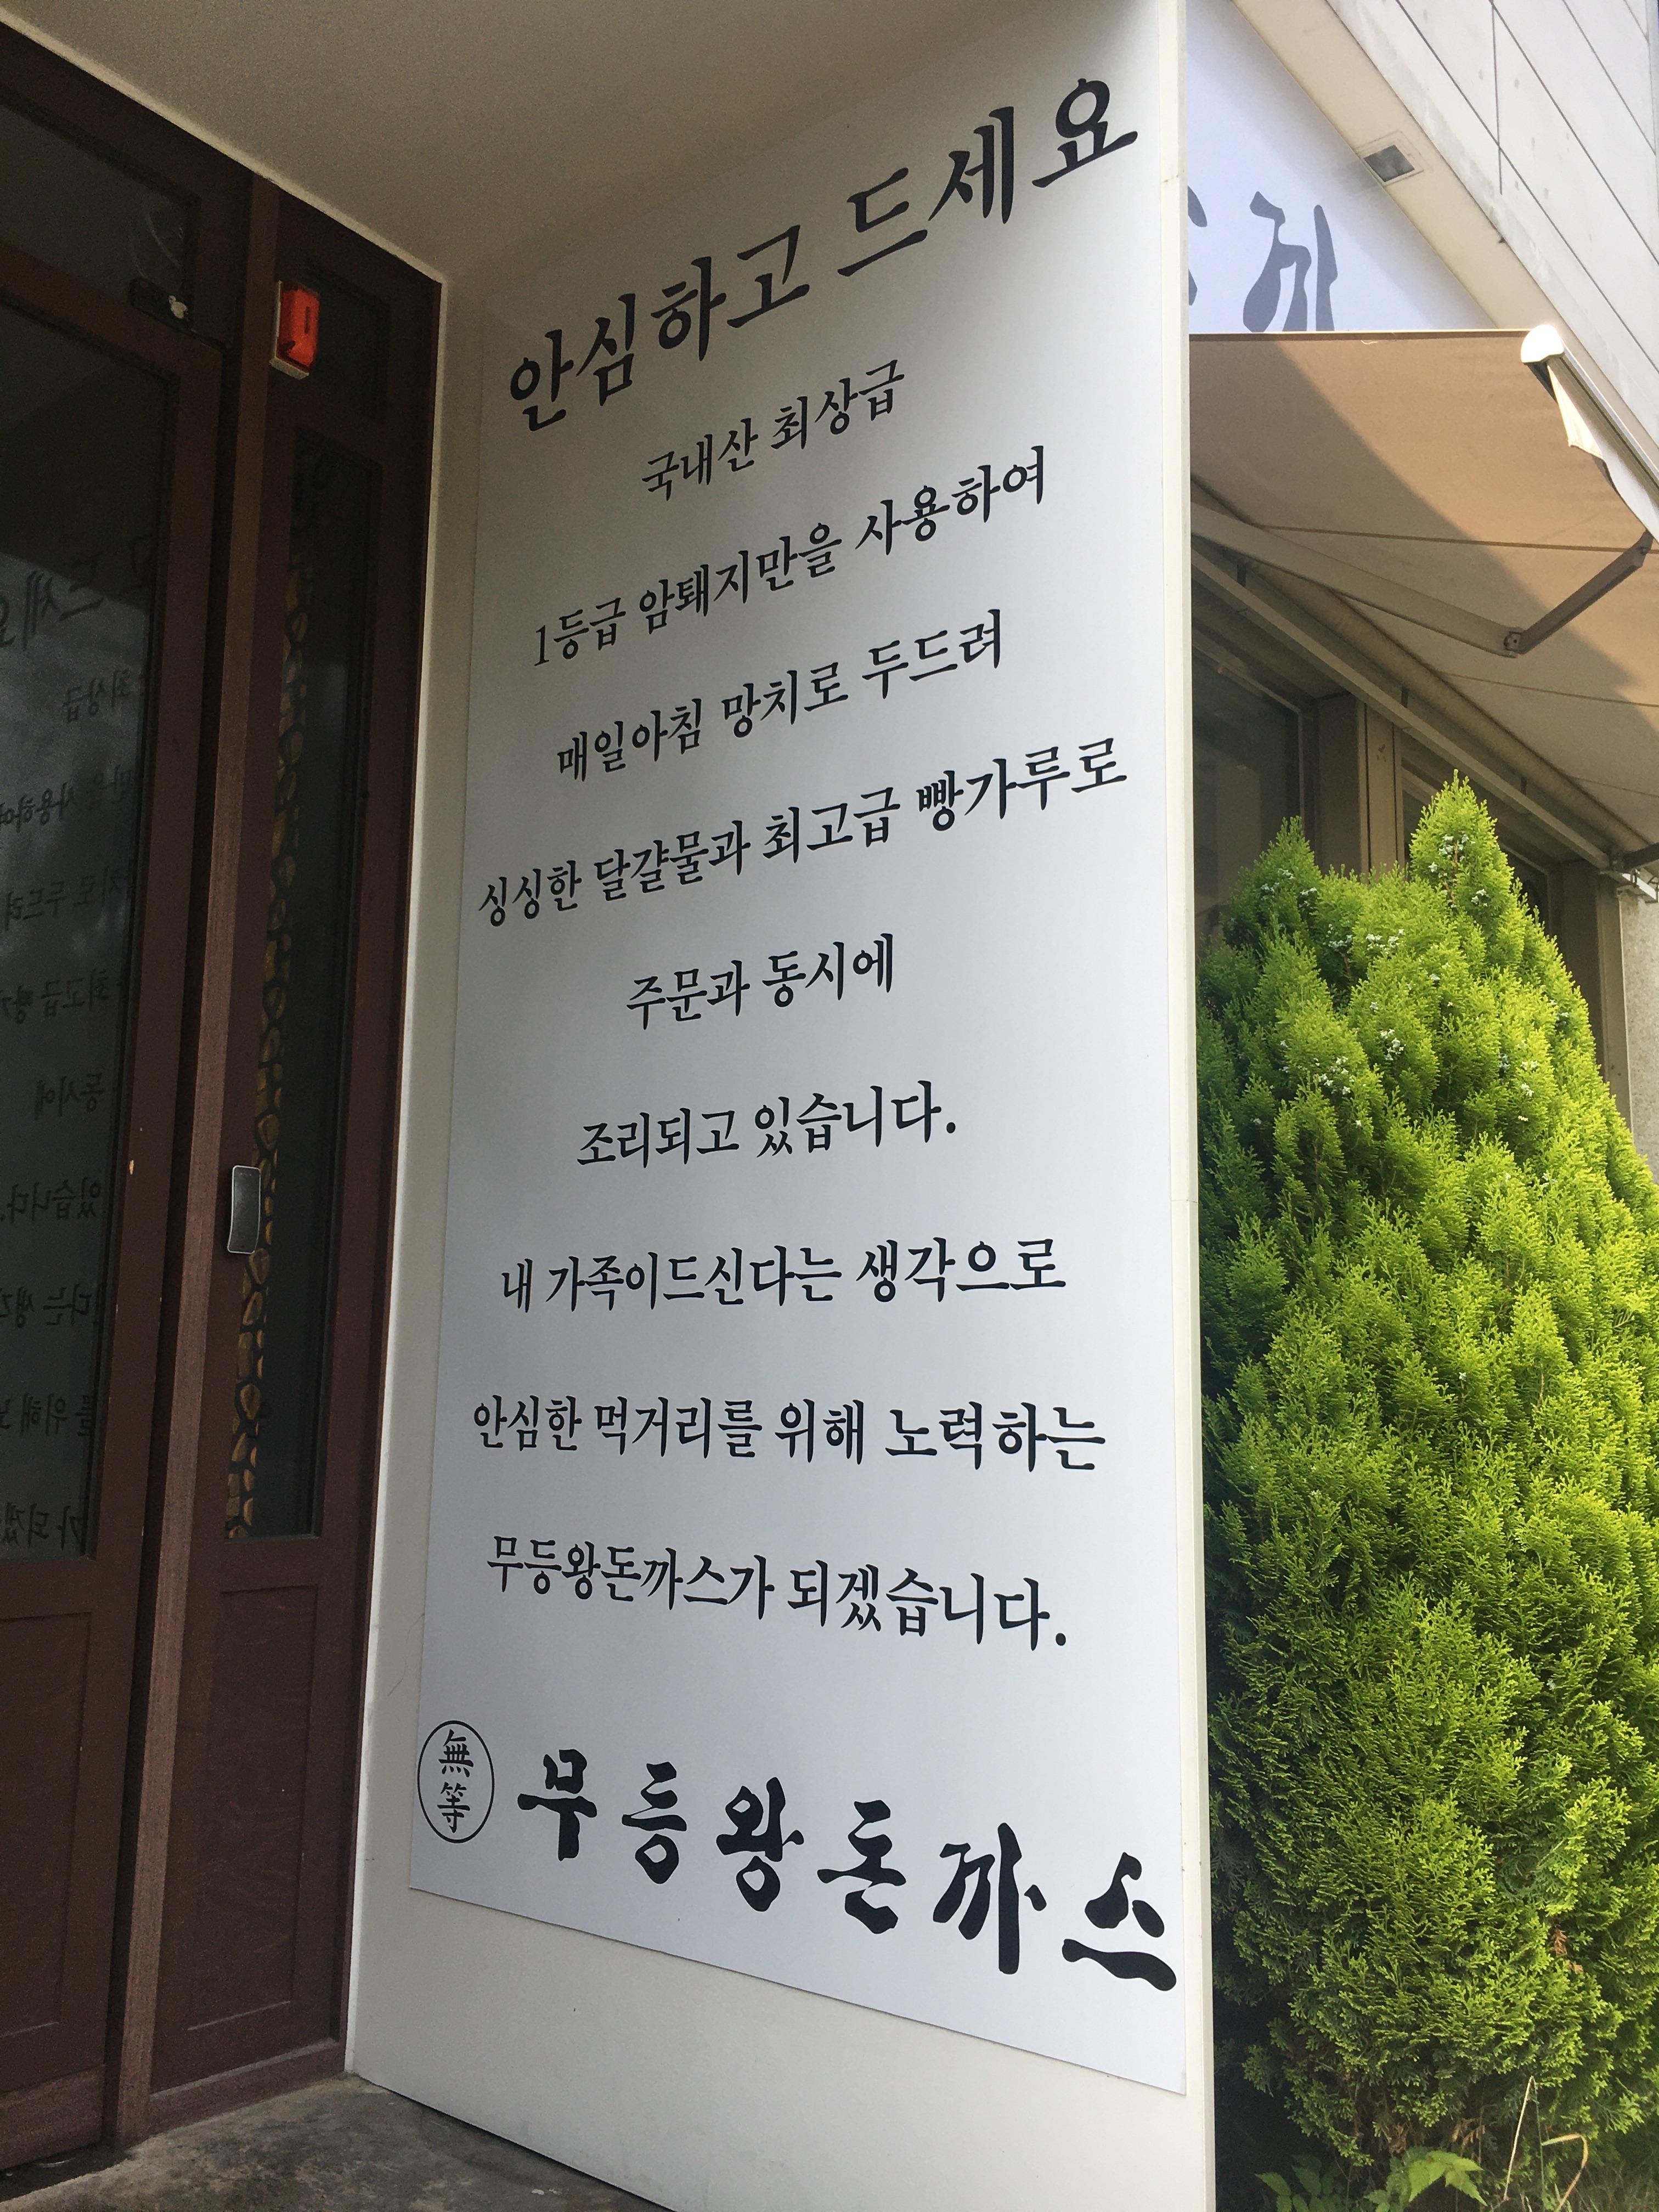 안심하고 드세요
국내산 최상급
1등급 암퇘지만을 사용하여
매일아침 망치로 두드려
싱싱한 달걀물과 최고급 빵가루로
주문과 동시에
조리되고 있습니다.
내 가족이드신다는 생각으로
안심한 먹거리를 위해 노력하는
무등왕돈까스가 되겠습니다.
無等
무등왕돈까스
까